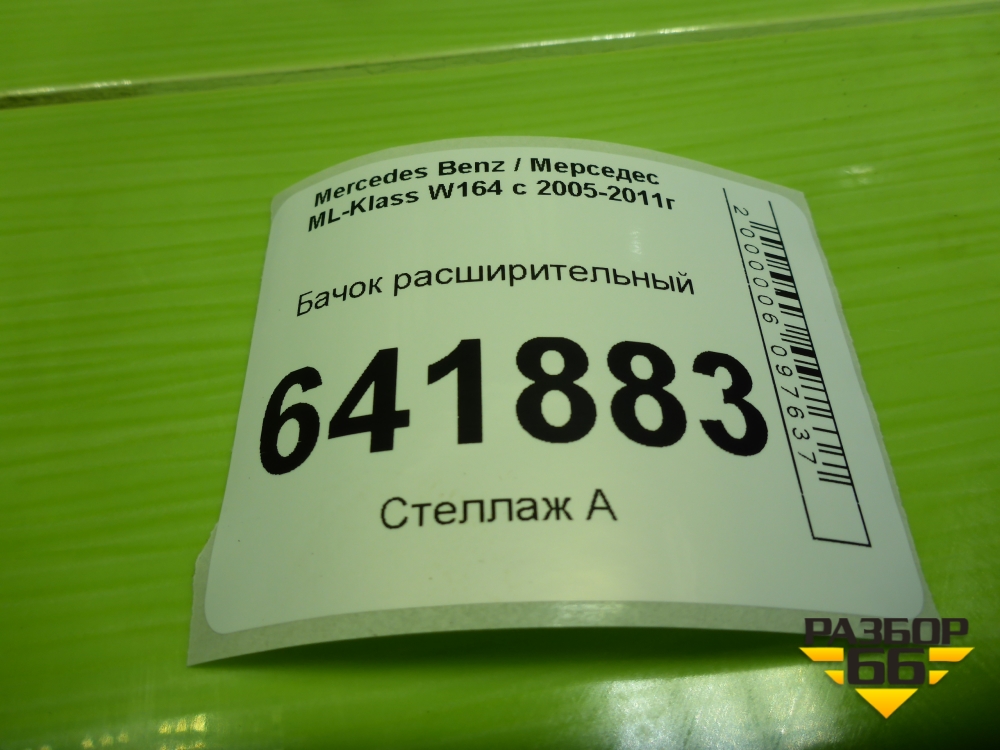 Mercedes Benz / Мерседес
ML-Klass W164 с 2005-2011г
Бачок расширительный
641883
Стеллаж А
2000006097637
РАЗБОР
66